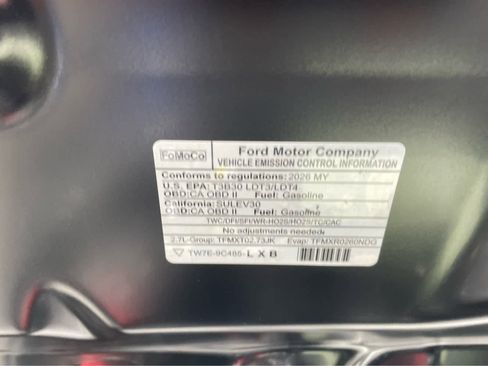 FoMoCo
Ford Motor Company
VEHICLE EMISSION CONTROL INFORMATION
Conforms to regulations: 2026 MY
U.S. EPA: T3B30 LDT3/LDT4
OBD:CA OBD II Fuel: Gasoline
California: SULEV30
OBD:CA OBD II Fuel: Gasoline
TWC/DFI/SFI/WR-HO2S/HO2S/TC/CAC
No adjustments needed.
2.7L-Group: TFMXT02.73JK Evap: TFMXR0260NDG
TW7E-9C485-L X B